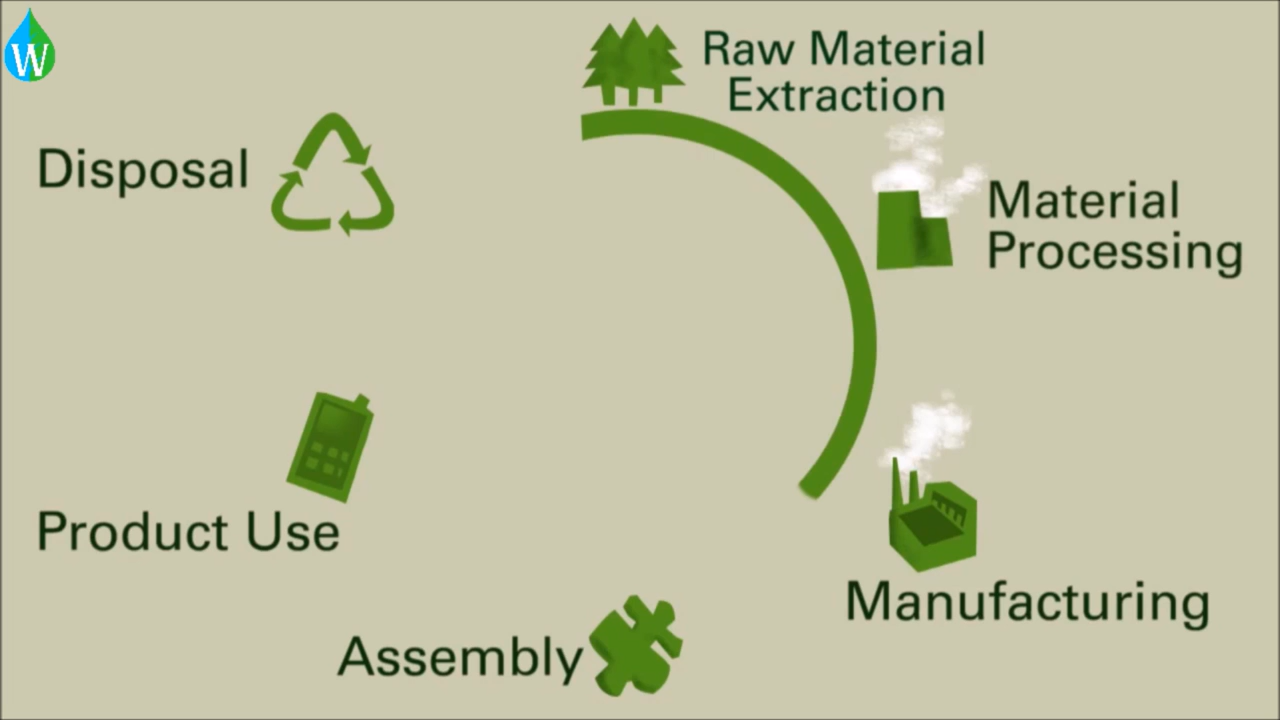 W
Raw Material
Extraction
Material
Processing
Manufacturing
Assembly
Product Use
Disposal